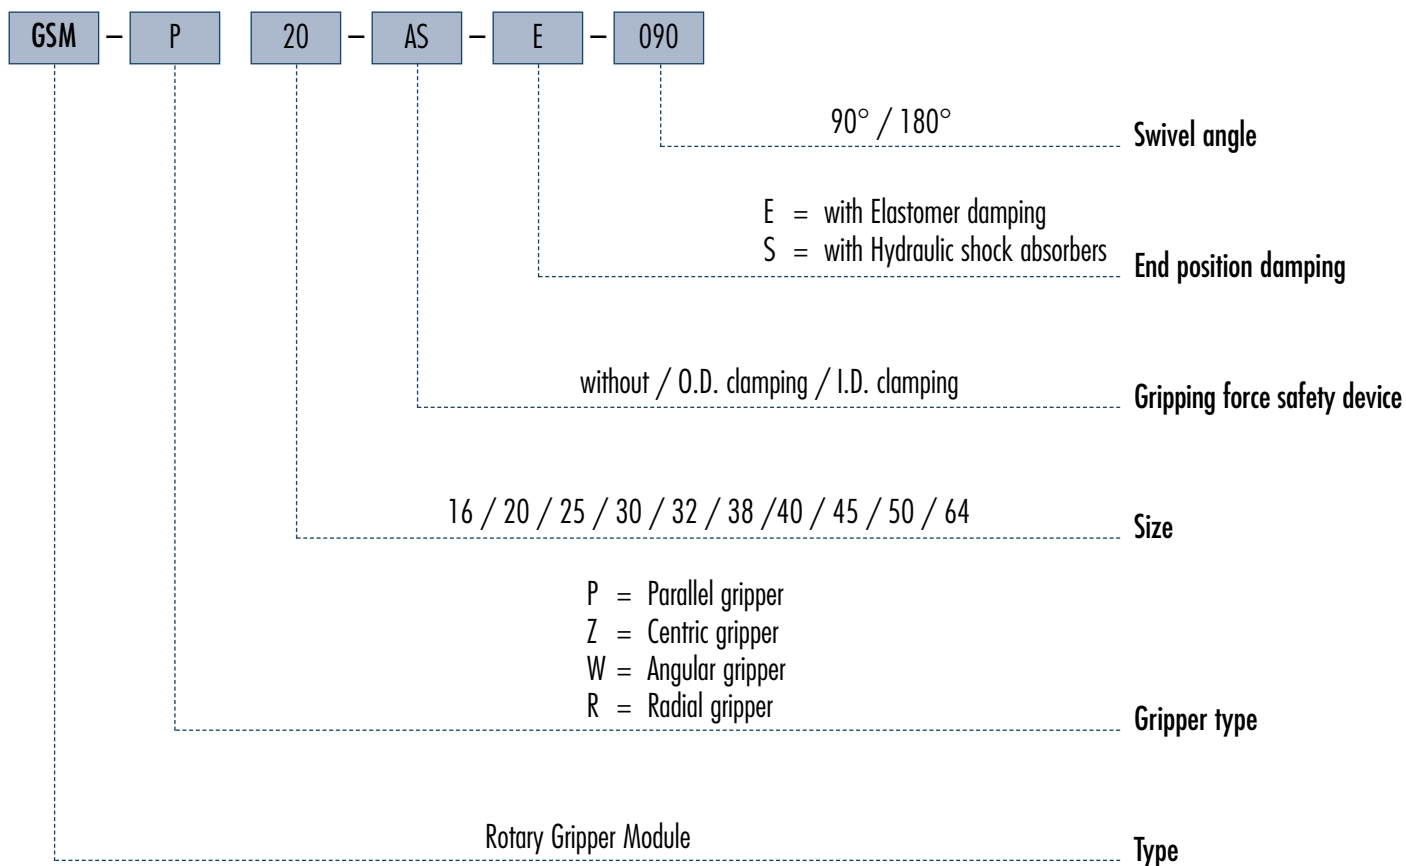 GSM – P 20 – AS – E – 090
90° / 180°
Swivel angle
E = with Elastomer damping
S = with Hydraulic shock absorbers
End position damping
without / O.D. clamping / I.D. clamping
Gripping force safety device
16 / 20 / 25 / 30 / 32 / 38 /40 / 45 / 50 / 64
Size
P = Parallel gripper
Z = Centric gripper
W = Angular gripper
R = Radial gripper
Gripper type
Rotary Gripper Module
Type